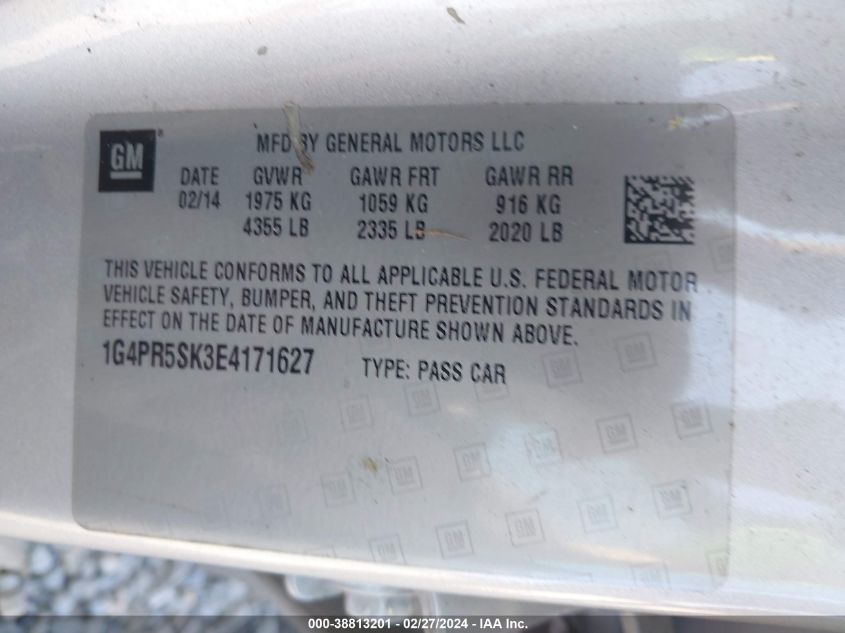 GM ®
MFD BY GENERAL MOTORS LLC
DATE GVWR GAWR FRT GAWR RR
02/14 1975 KG 1059 KG 916 KG
4355 LB 2335 LB 2020 LB
THIS VEHICLE CONFORMS TO ALL APPLICABLE U.S. FEDERAL MOTOR
VEHICLE SAFETY, BUMPER, AND THEFT PREVENTION STANDARDS IN
EFFECT ON THE DATE OF MANUFACTURE SHOWN ABOVE.
1G4PR5SK3E4171627 TYPE: PASS CAR
000-38813201 - 02/27/2024 - IAA Inc.